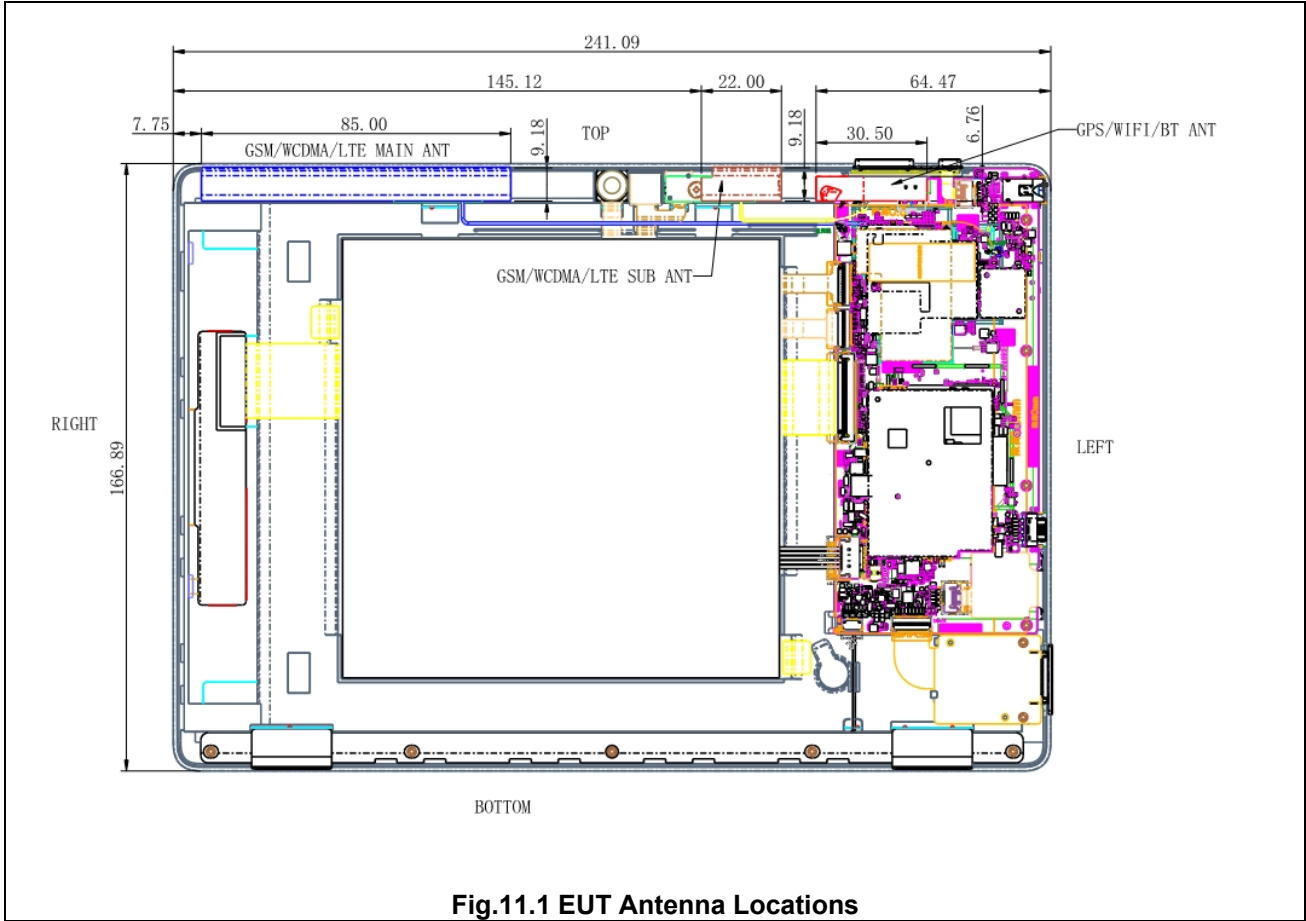 241.09
145.12
22.00
64.47
7.75
85.00
9.18
TOP
9.18
30.50
6.76
GPS/WIFI/BT ANT
GSM/WCDMA/LTE MAIN ANT
GSM/WCDMA/LTE SUB ANT
RIGHT
166.89
LEFT
BOTTOM
Fig.11.1 EUT Antenna Locations